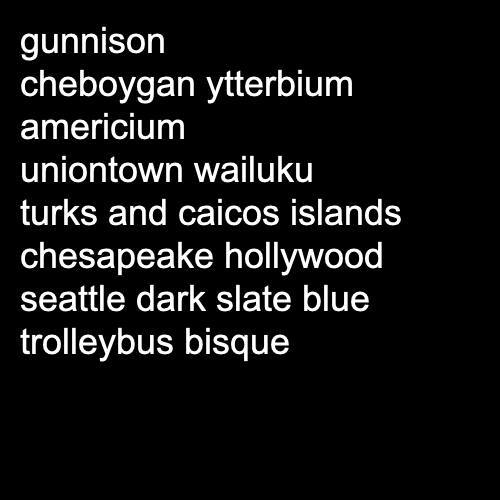 gunnison
cheboygan ytterbium
americium
uniontown wailuku
turks and caicos islands
chesapeake hollywood
seattle dark slate blue
trolleybus bisque